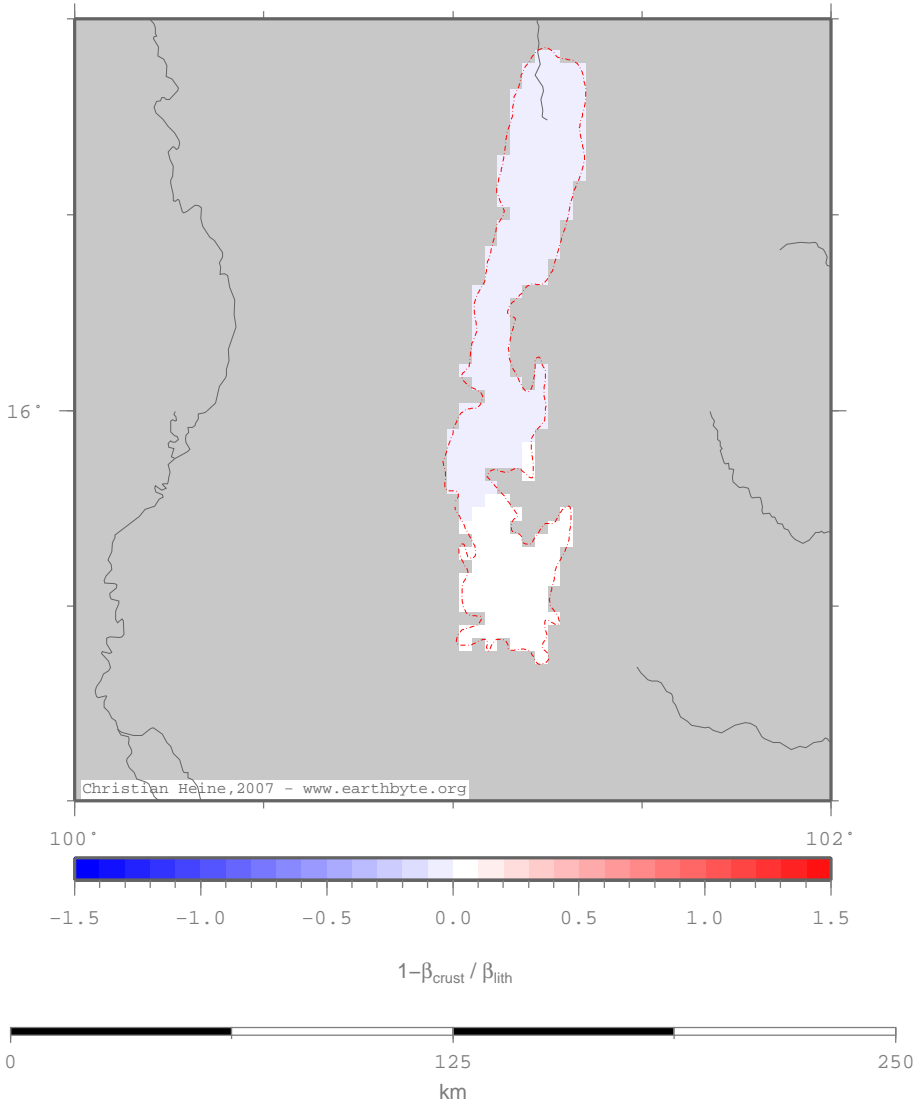 16°
Christian Heine,2007 – www.earthbyte.org
100° 102°
−1.5 −1.0 −0.5 0.0 0.5 1.0 1.5
1−βcrust / βlith
0 125 250
km